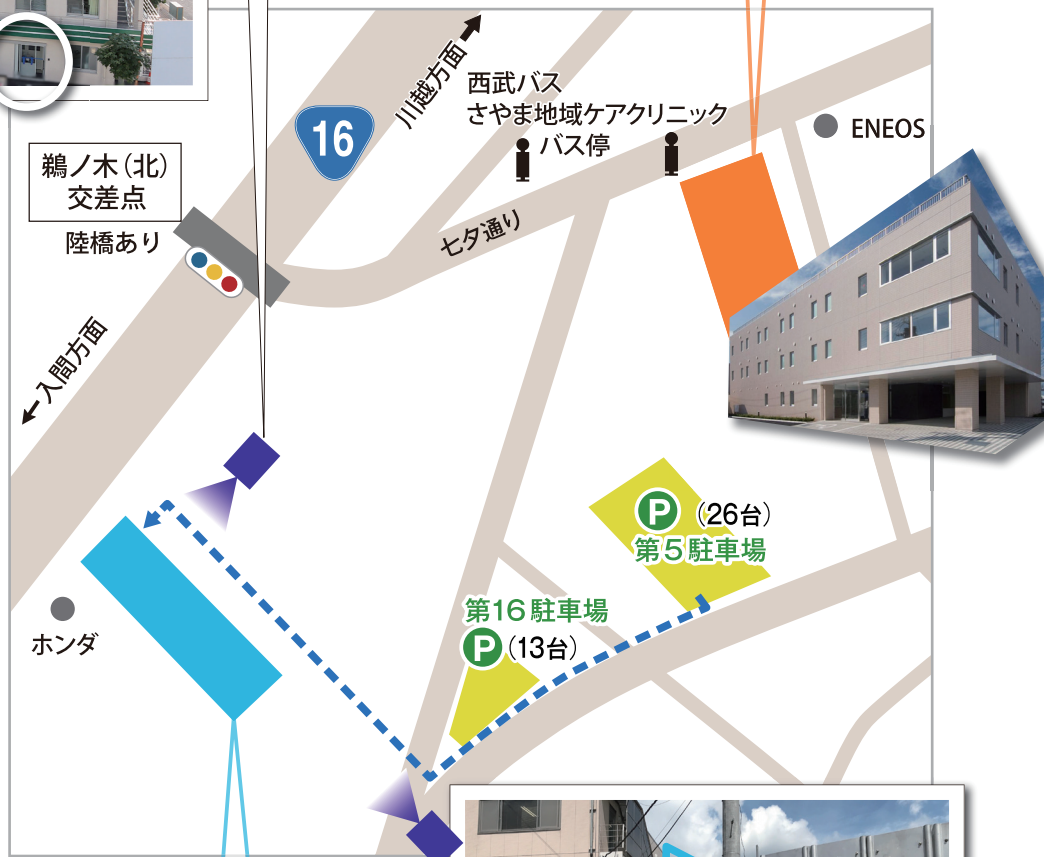 川越方面
16
西武バス
さやま地域ケアクリニック
バス停
ENEOS
鵜ノ木（北）
交差点
陸橋あり
七夕通り
入間方面
P（26台）
第5駐車場
第16駐車場
P（13台）
ホンダ